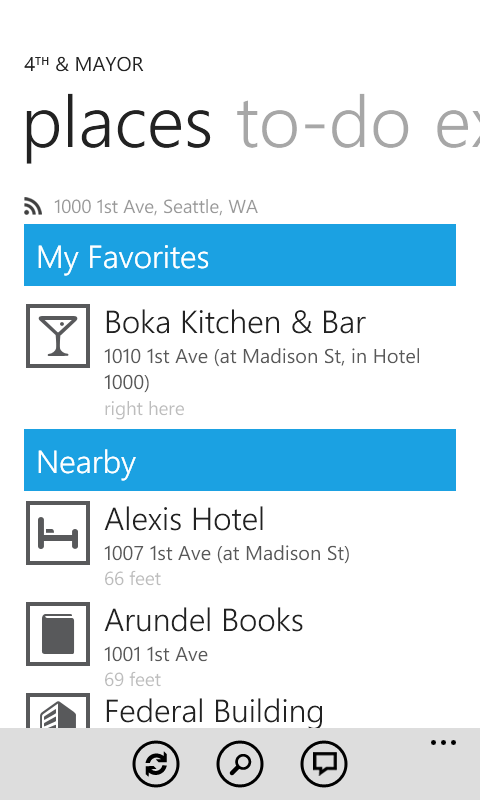 4TH & MAYOR
places to-do ex
1000 1st Ave, Seattle, WA
My Favorites
Boka Kitchen & Bar
1010 1st Ave (at Madison St, in Hotel
1000)
right here
Nearby
Alexis Hotel
1007 1st Ave (at Madison St)
66 feet
Arundel Books
1001 1st Ave
69 feet
Federal Building